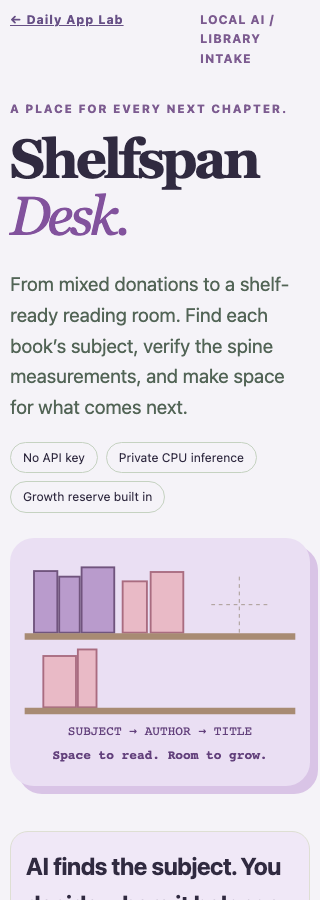 ← Daily App Lab
LOCAL AI /
LIBRARY
INTAKE
A PLACE FOR EVERY NEXT CHAPTER.
Shelfspan
Desk.
From mixed donations to a shelf-
ready reading room. Find each
book’s subject, verify the spine
measurements, and make space
for what comes next.
No API key
Private CPU inference
Growth reserve built in
SUBJECT → AUTHOR → TITLE
Space to read. Room to grow.
AI finds the subject. You